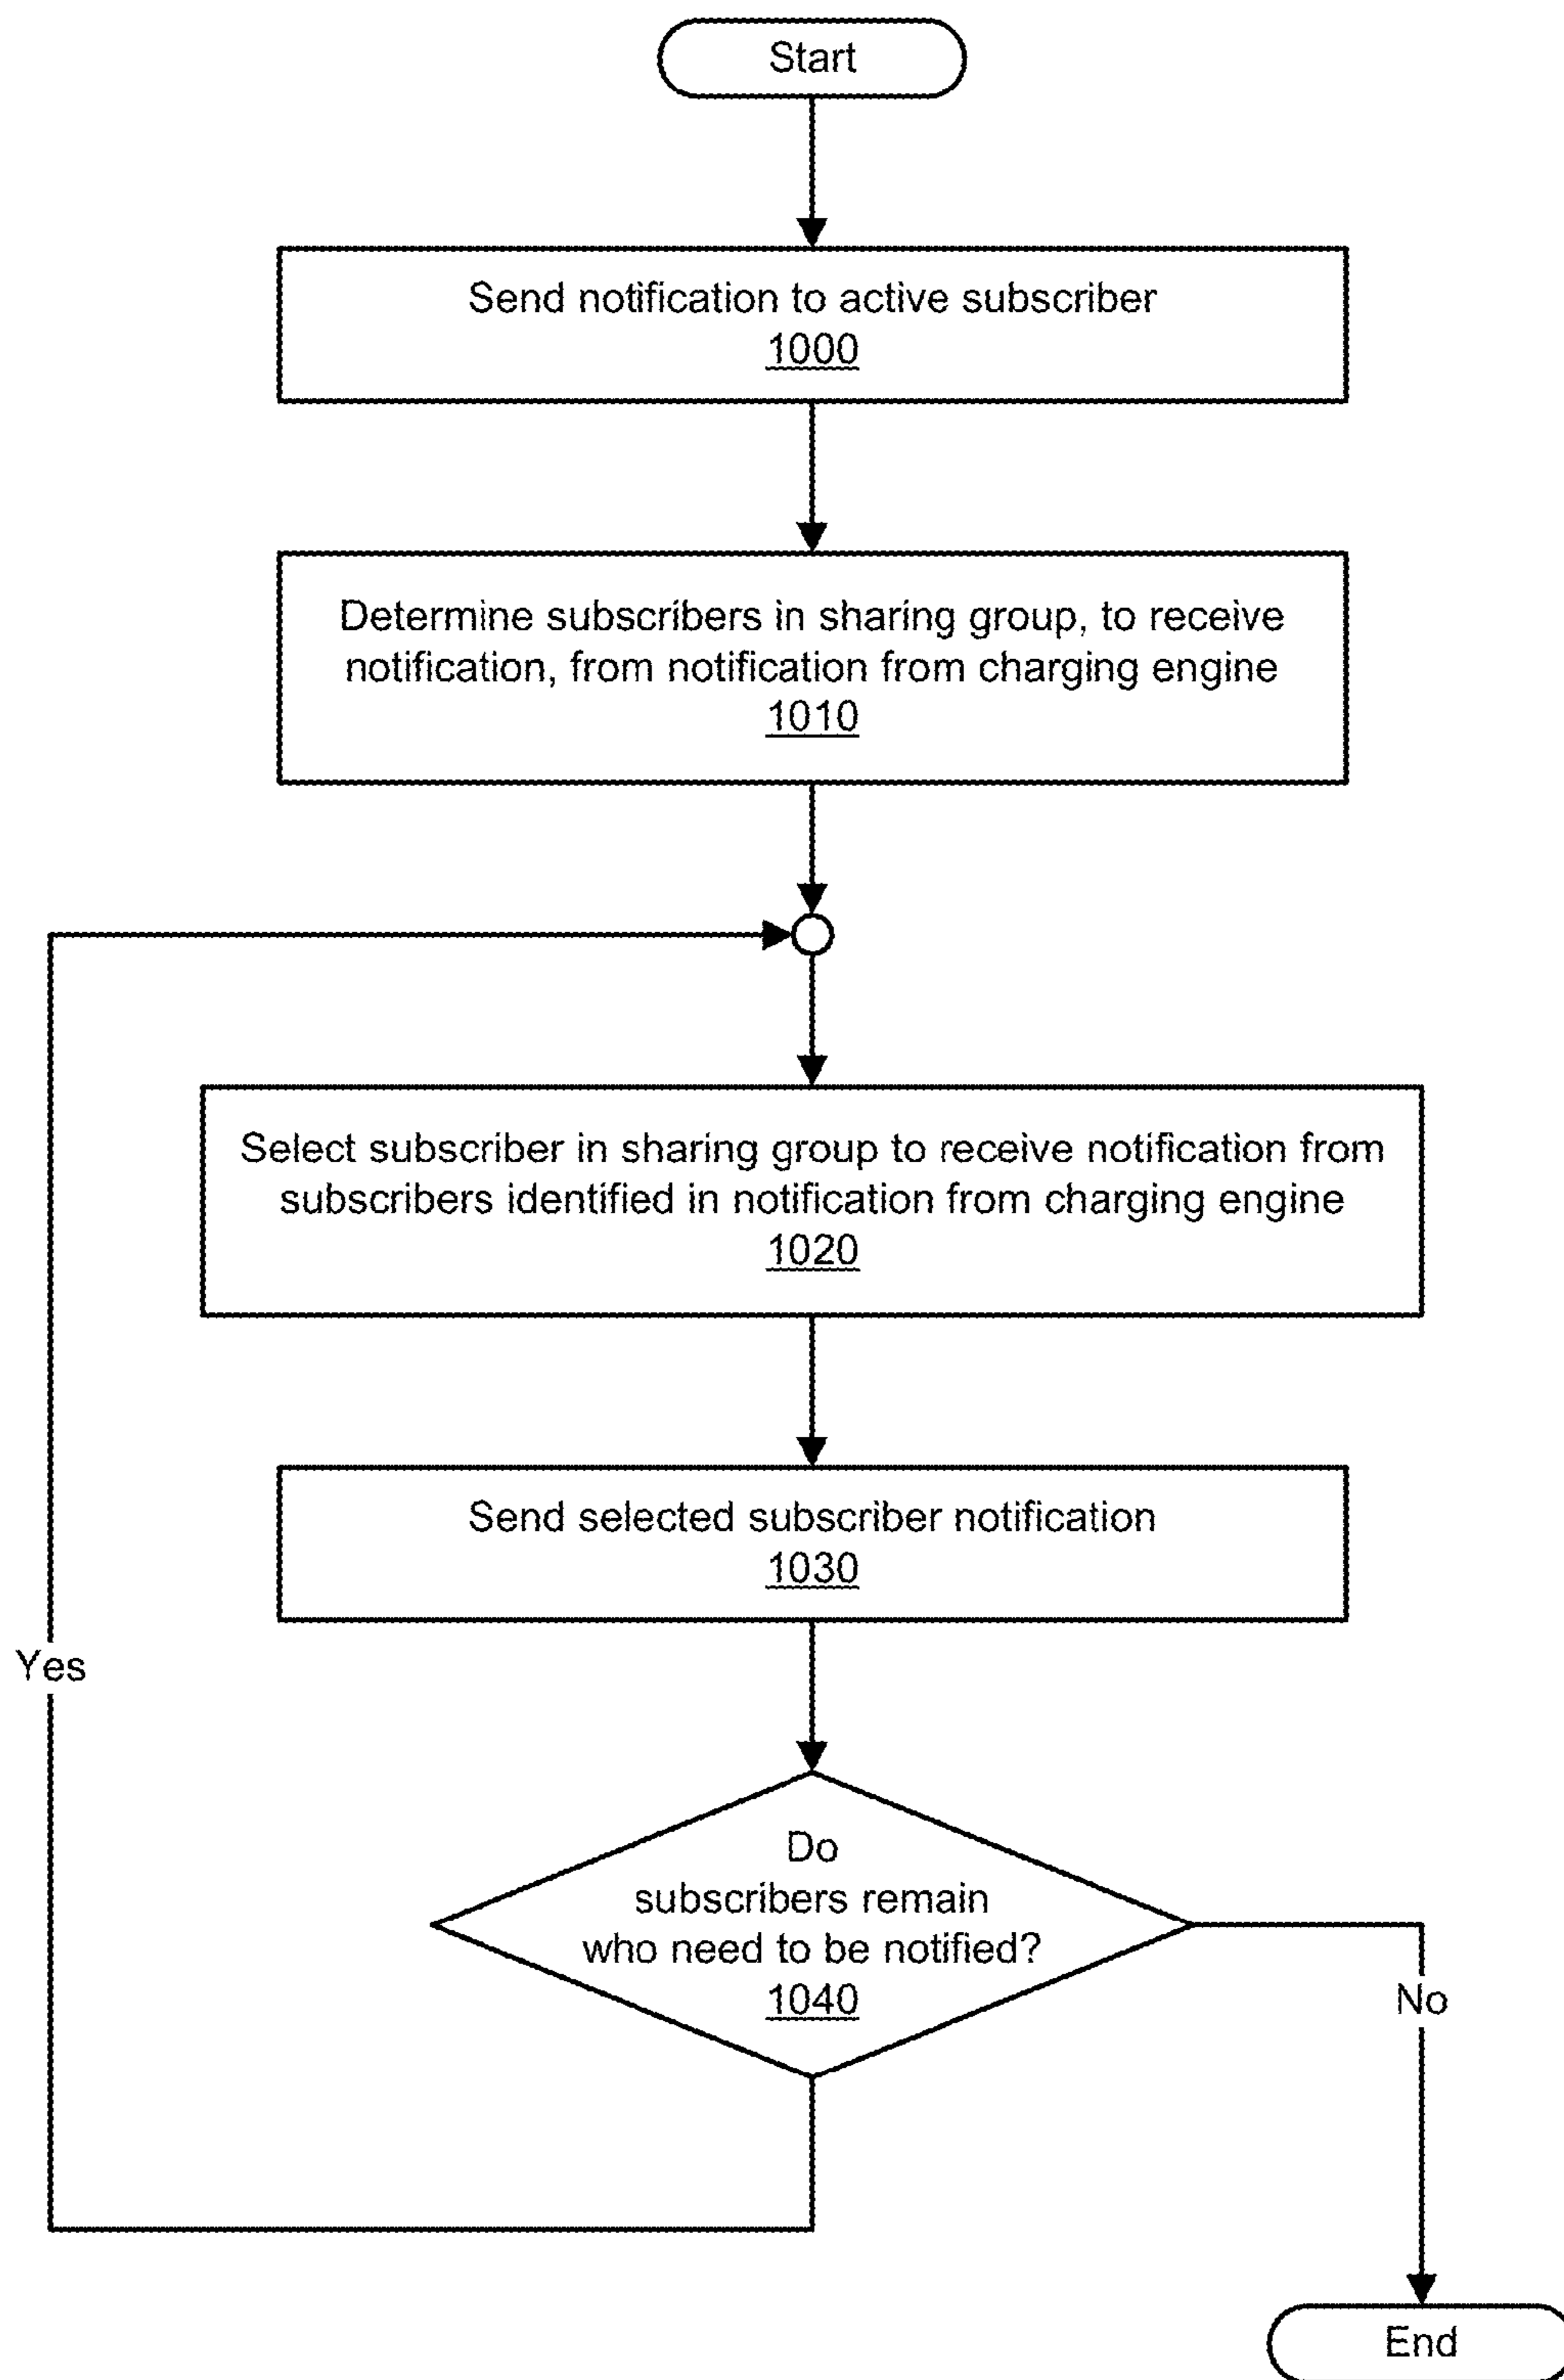 Start
Send notification to active subscriber
1000
Determine subscribers in sharing group, to receive
notification, from notification from charging engine
1010
Select subscriber in sharing group to receive notification from
subscribers identified in notification from charging engine
1020
Send selected subscriber notification
1030
Yes
Do
subscribers remain
who need to be notified?
1040
No
End